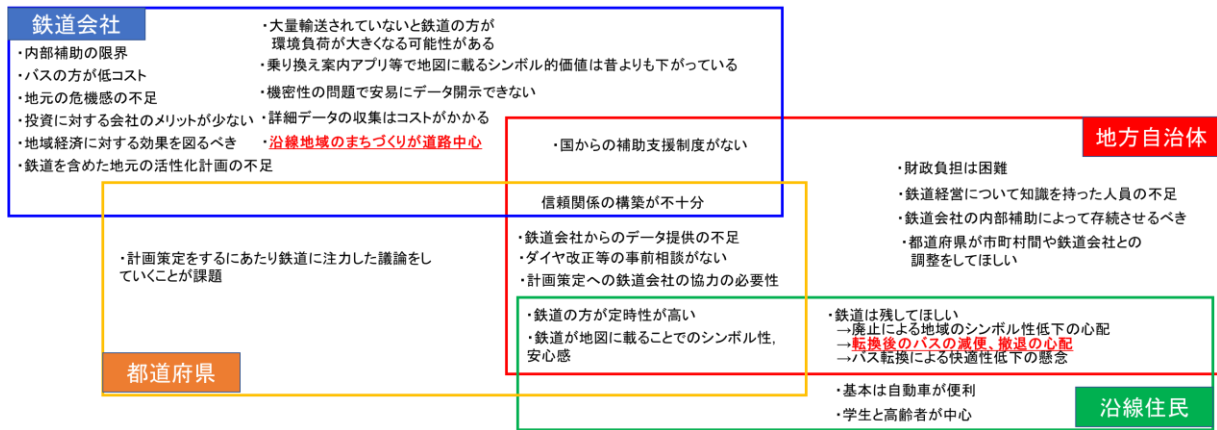 鉄道会社
・内部補助の限界
・バスの方が低コスト
・地元の危機感の不足
・投資に対する会社のメリットが少ない
・地域経済に対する効果を図るべき
・鉄道を含めた地元の活性化計画の不足
・大量輸送されていないと鉄道の方が
環境負荷が大きくなる可能性がある
・乗り換え案内アプリ等で地図に載るシンボル的価値は昔よりも下がっている
・機密性の問題で安易にデータ開示できない
・詳細データの収集はコストがかかる
・沿線地域のまちづくりが道路中心
・国からの補助支援制度がない
地方自治体
・財政負担は困難
・鉄道経営について知識を持った人員の不足
・鉄道会社の内部補助によって存続させるべき
・都道府県が市町村間や鉄道会社との
調整をしてほしい
信頼関係の構築が不十分
・計画策定をするにあたり鉄道に注力した議論をし
ていくことが課題
・鉄道会社からのデータ提供の不足
・ダイヤ改正等の事前相談がない
・計画策定への鉄道会社の協力の必要性
・鉄道の方が定時性が高い
・鉄道が地図に載ることでのシンボル性,
安心感
・鉄道は残してほしい
→廃止による地域のシンボル性低下の心配
→転換後のバスの減便、撤退の心配
→バス転換による快適性低下の懸念
都道府県
・基本は自動車が便利
・学生と高齢者が中心
沿線住民